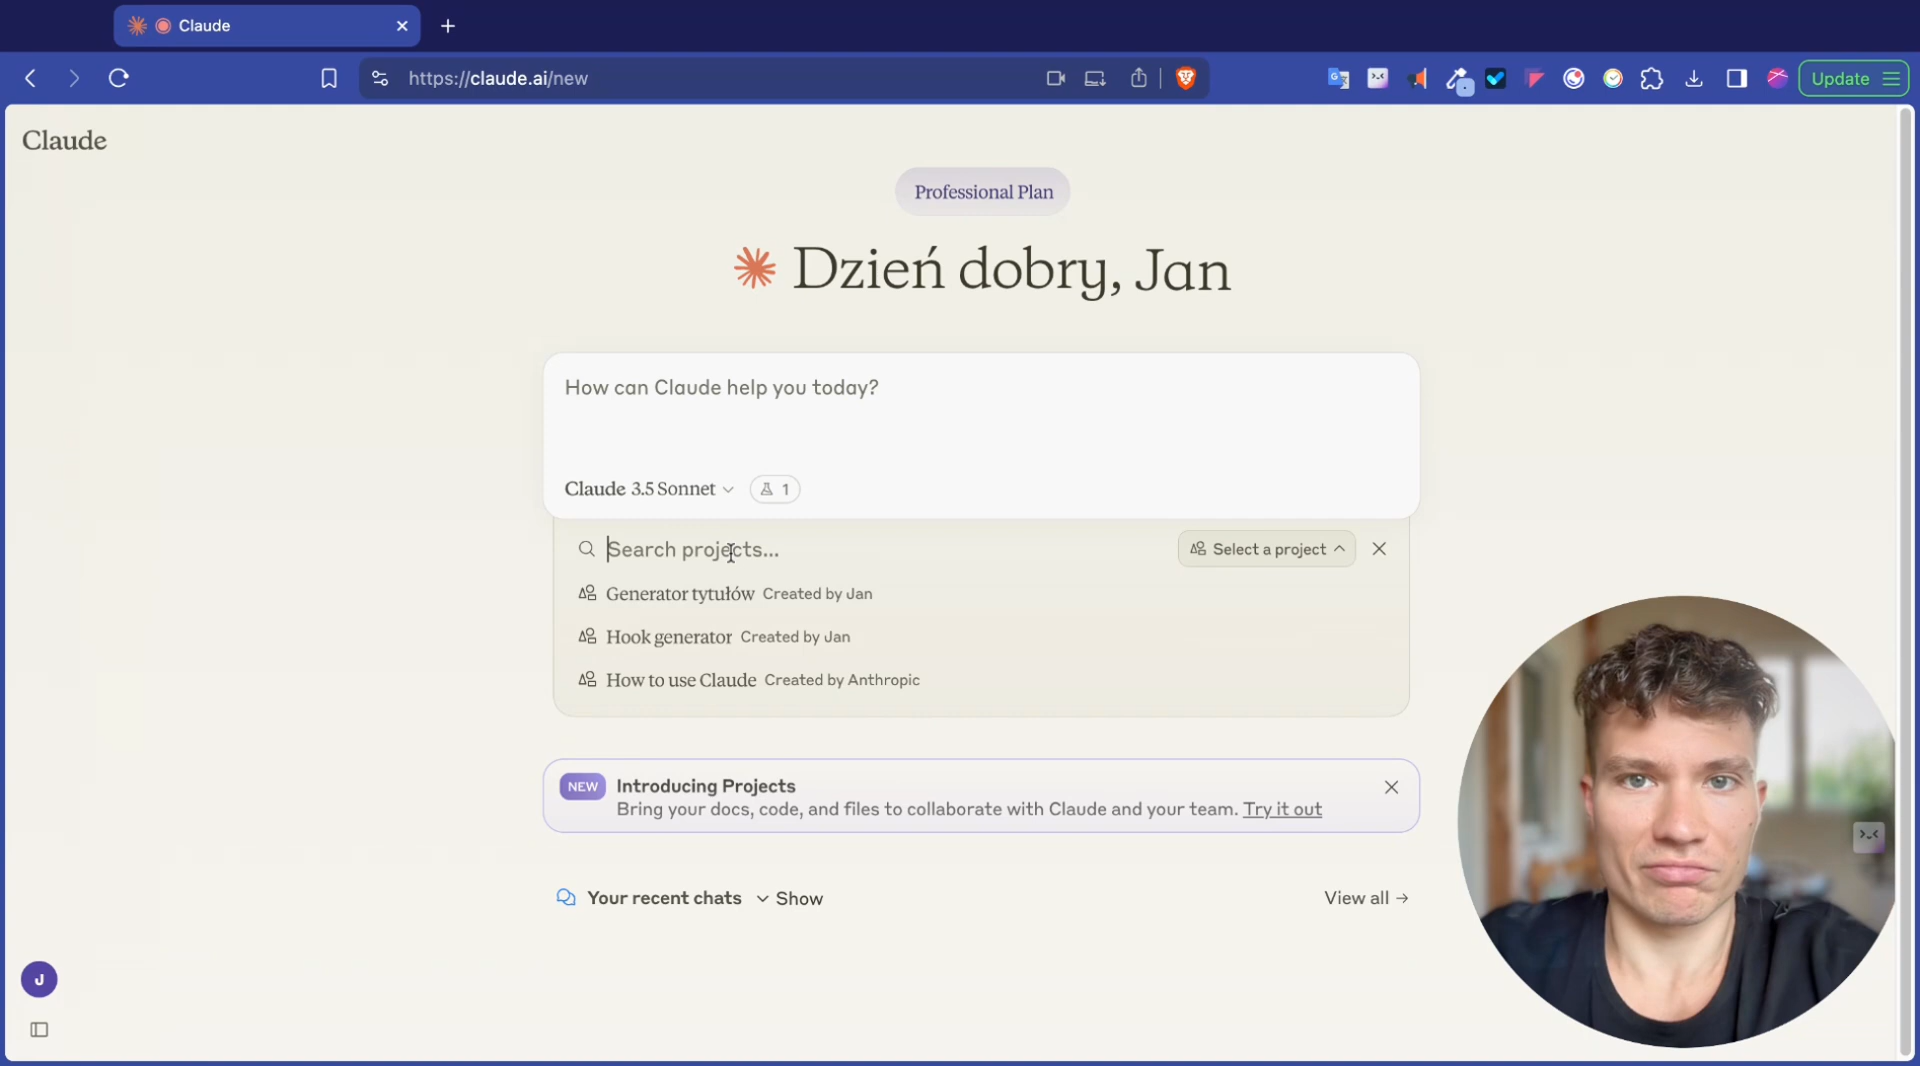 Claude
https://claude.ai/new
Update
Claude
Professional Plan
Dzień dobry, Jan
How can Claude help you today?
Claude 3.5 Sonnet
1
Search projects...
Select a project
Generator tytułów Created by Jan
Hook generator Created by Jan
How to use Claude Created by Anthropic
NEW
Introducing Projects
Bring your docs, code, and files to collaborate with Claude and your team. Try it out
Your recent chats
Show
View all
J